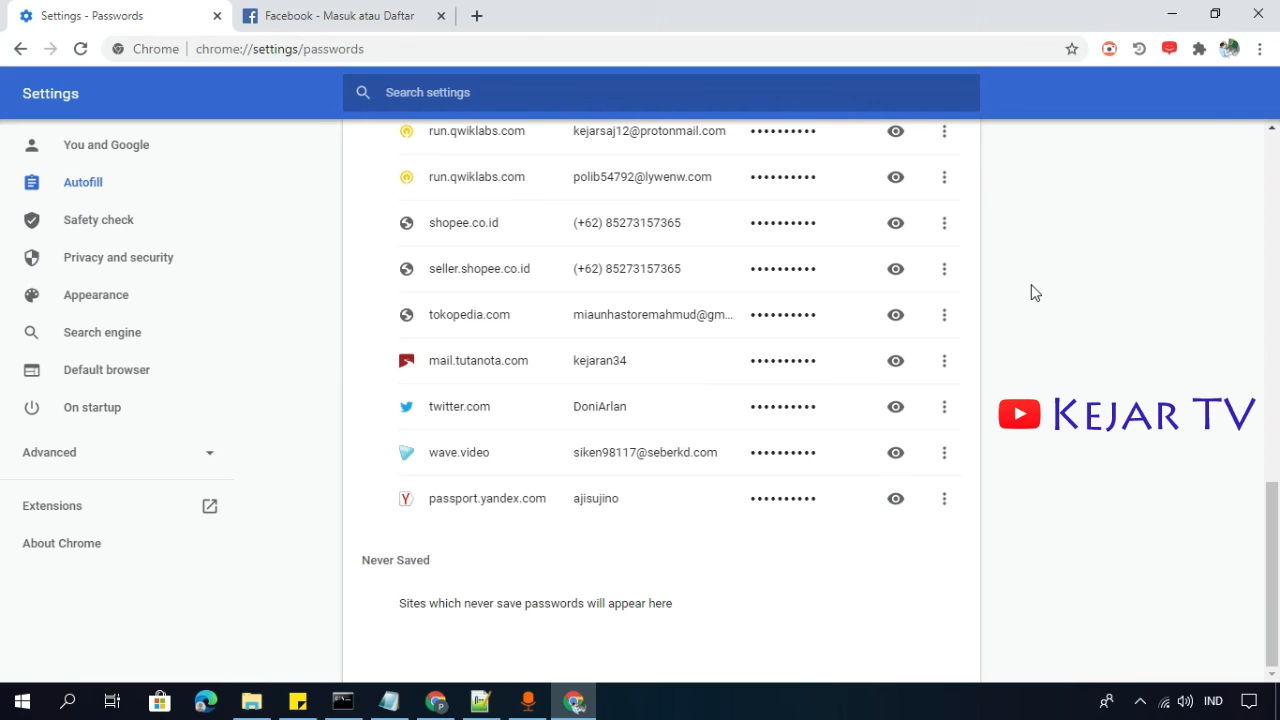 Settings - Passwords
Facebook - Masuk atau Daftar
Chrome
chrome://settings/passwords
Settings
Search settings
You and Google
Autofill
Safety check
Privacy and security
Appearance
Search engine
Default browser
On startup
Advanced
Extensions
About Chrome
run.qwiklabs.com kejarsaj12@protonmail.com ••••••••••
run.qwiklabs.com polib54792@lywenw.com ••••••••••
shopee.co.id (+62) 85273157365 ••••••••••
seller.shopee.co.id (+62) 85273157365 ••••••••••
tokopedia.com miaunhastoremahmud@gm... ••••••••••
mail.tutanota.com kejaran34 ••••••••••
twitter.com DoniArlan ••••••••••
wave.video siken98117@seberkd.com ••••••••••
passport.yandex.com ajisujino ••••••••••
Never Saved
Sites which never save passwords will appear here
KEJAR TV
IND